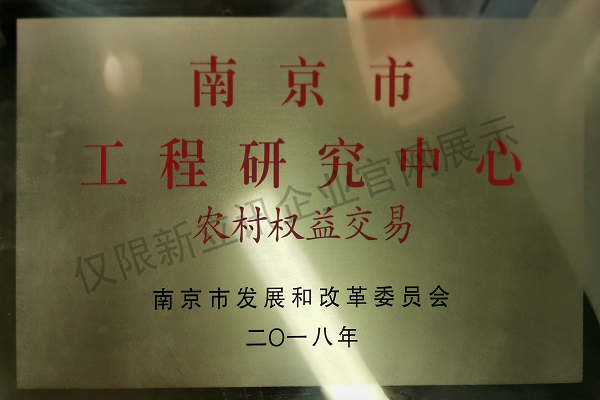 南京市
工程研究中心
农村权益交易
南京市发展和改革委员会
二〇一八年
仅限新立讯企业官网展示